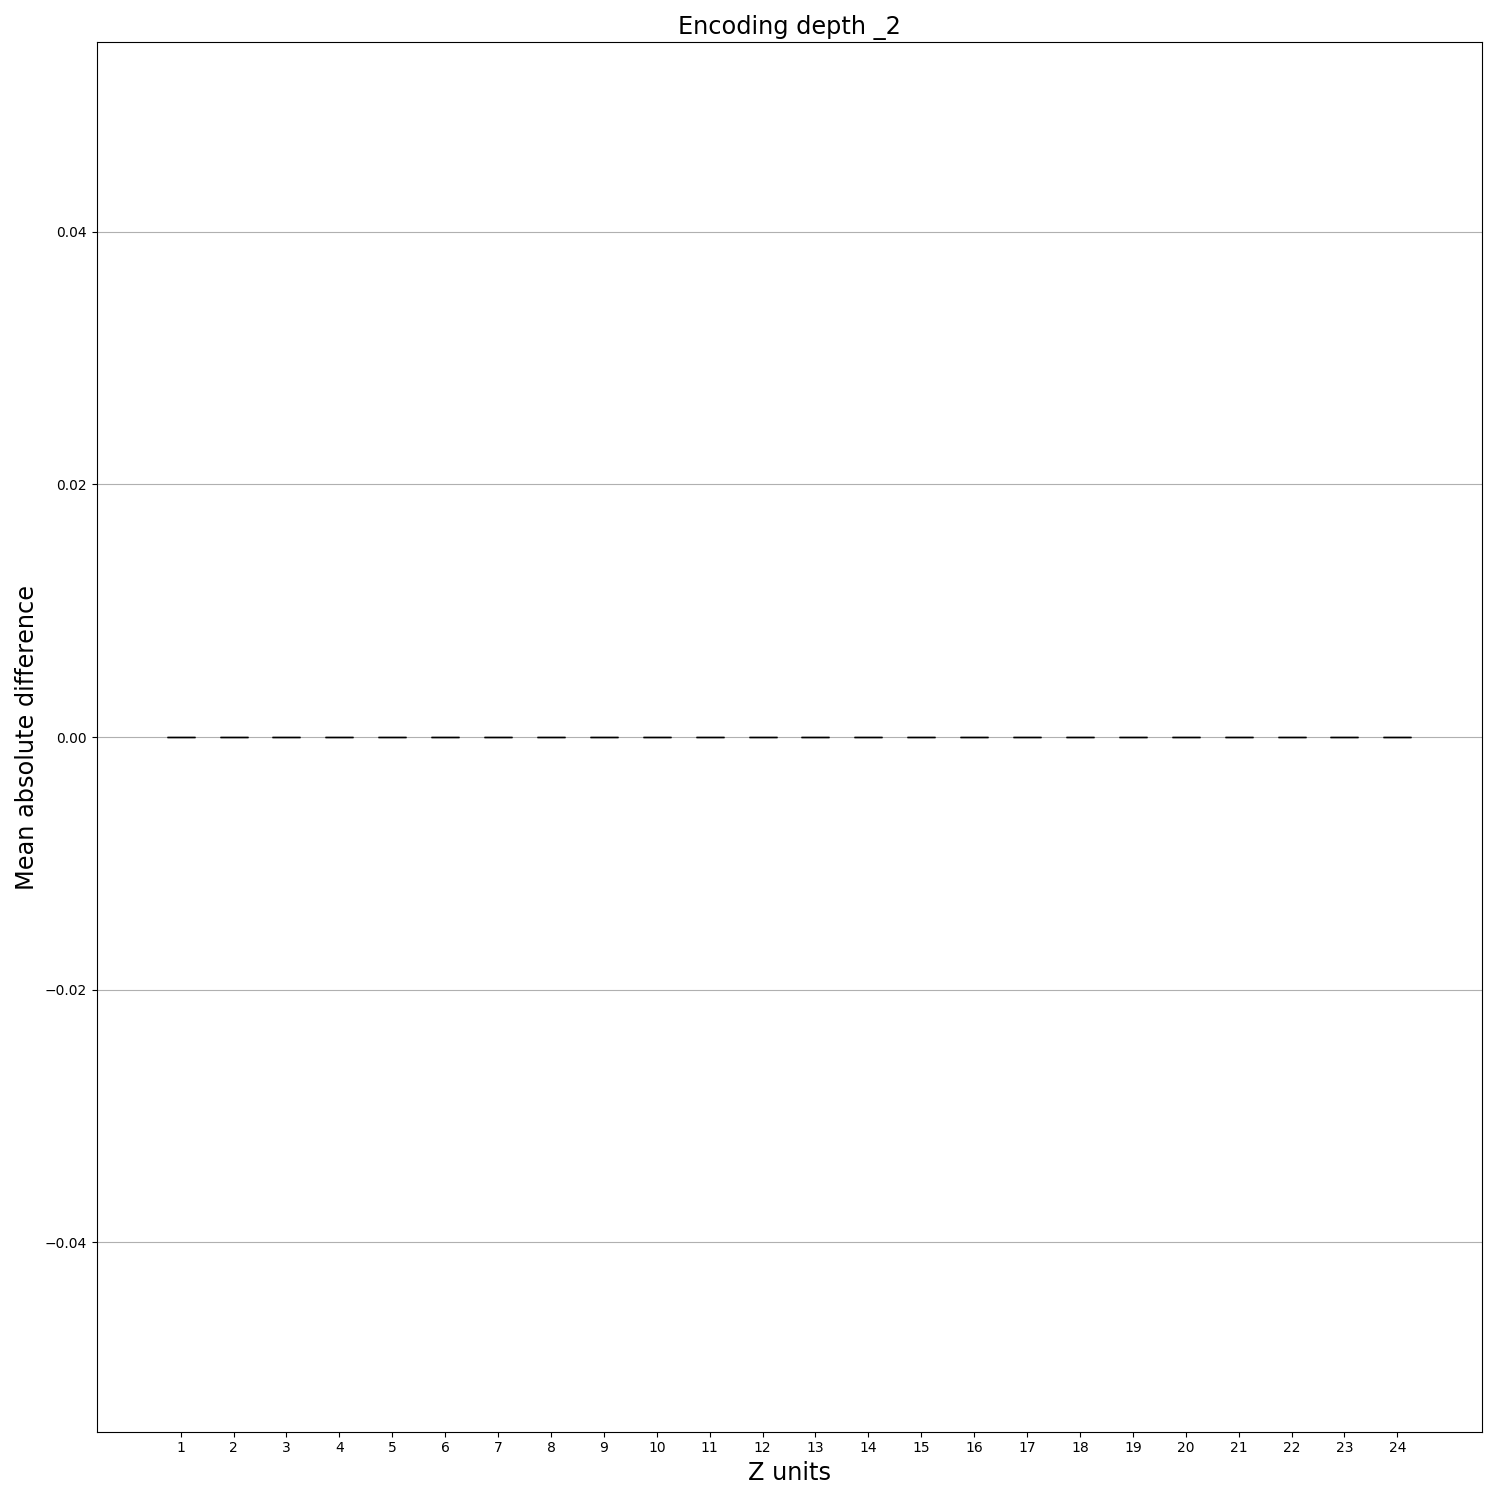 Encoding depth _2
0.04
0.02
0.00
−0.02
−0.04
Mean absolute difference
1 2 3 4 5 6 7 8 9 10 11 12 13 14 15 16 17 18 19 20 21 22 23 24
Z units